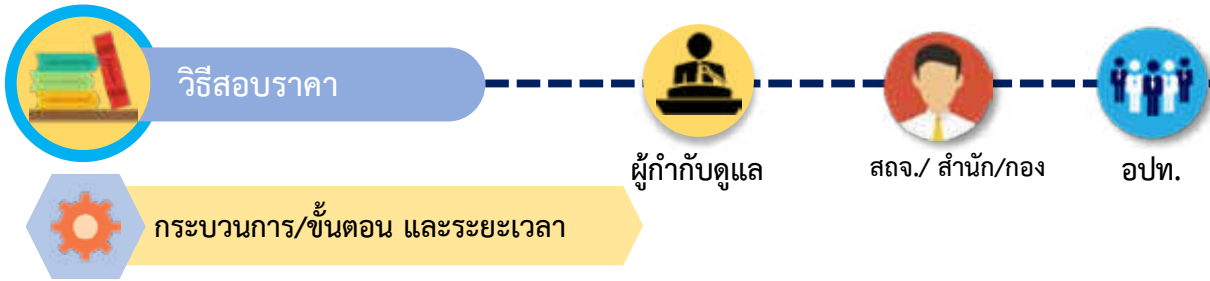 วิธีสอบราคา
ผู้กำกับดูแล
สถจ./ สำนัก/กอง
อปท.
กระบวนการ/ขั้นตอน และระยะเวลา